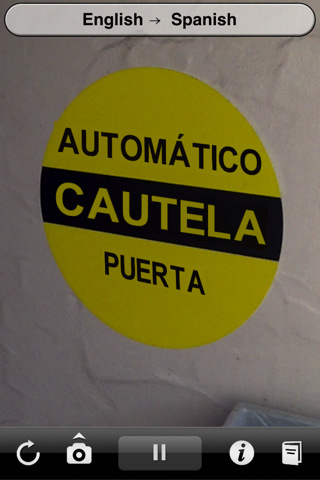 English → Spanish
AUTOMÁTICO
CAUTELA
PUERTA